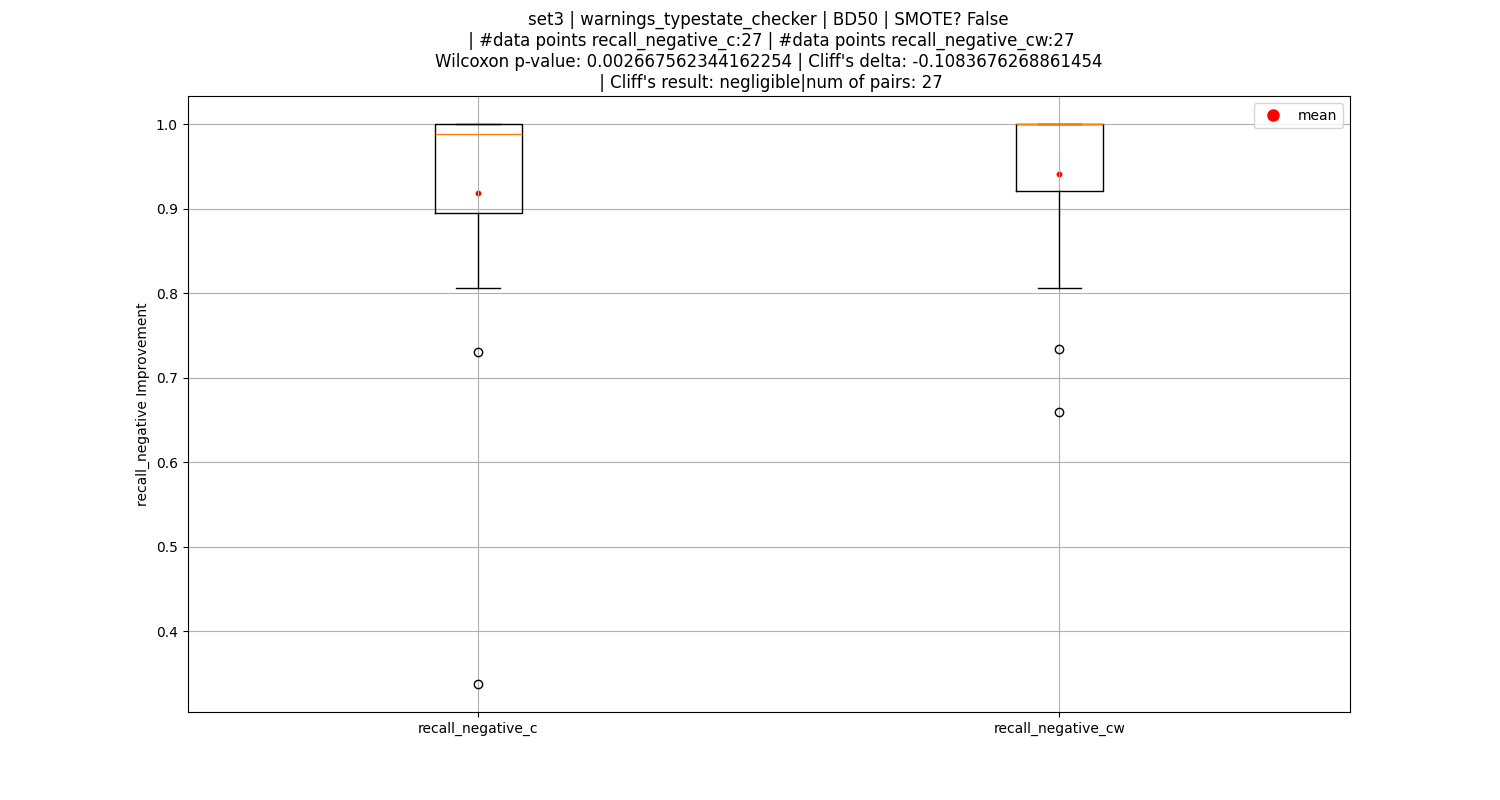 set3 | warnings_typestate_checker | BD50 | SMOTE? False
| #data points recall_negative_c:27 | #data points recall_negative_cw:27
Wilcoxon p-value: 0.002667562344162254 | Cliff's delta: -0.1083676268861454
| Cliff's result: negligible|num of pairs: 27
mean
1.0
0.9
0.8
0.7
0.6
0.5
0.4
recall_negative Improvement
recall_negative_c
recall_negative_cw